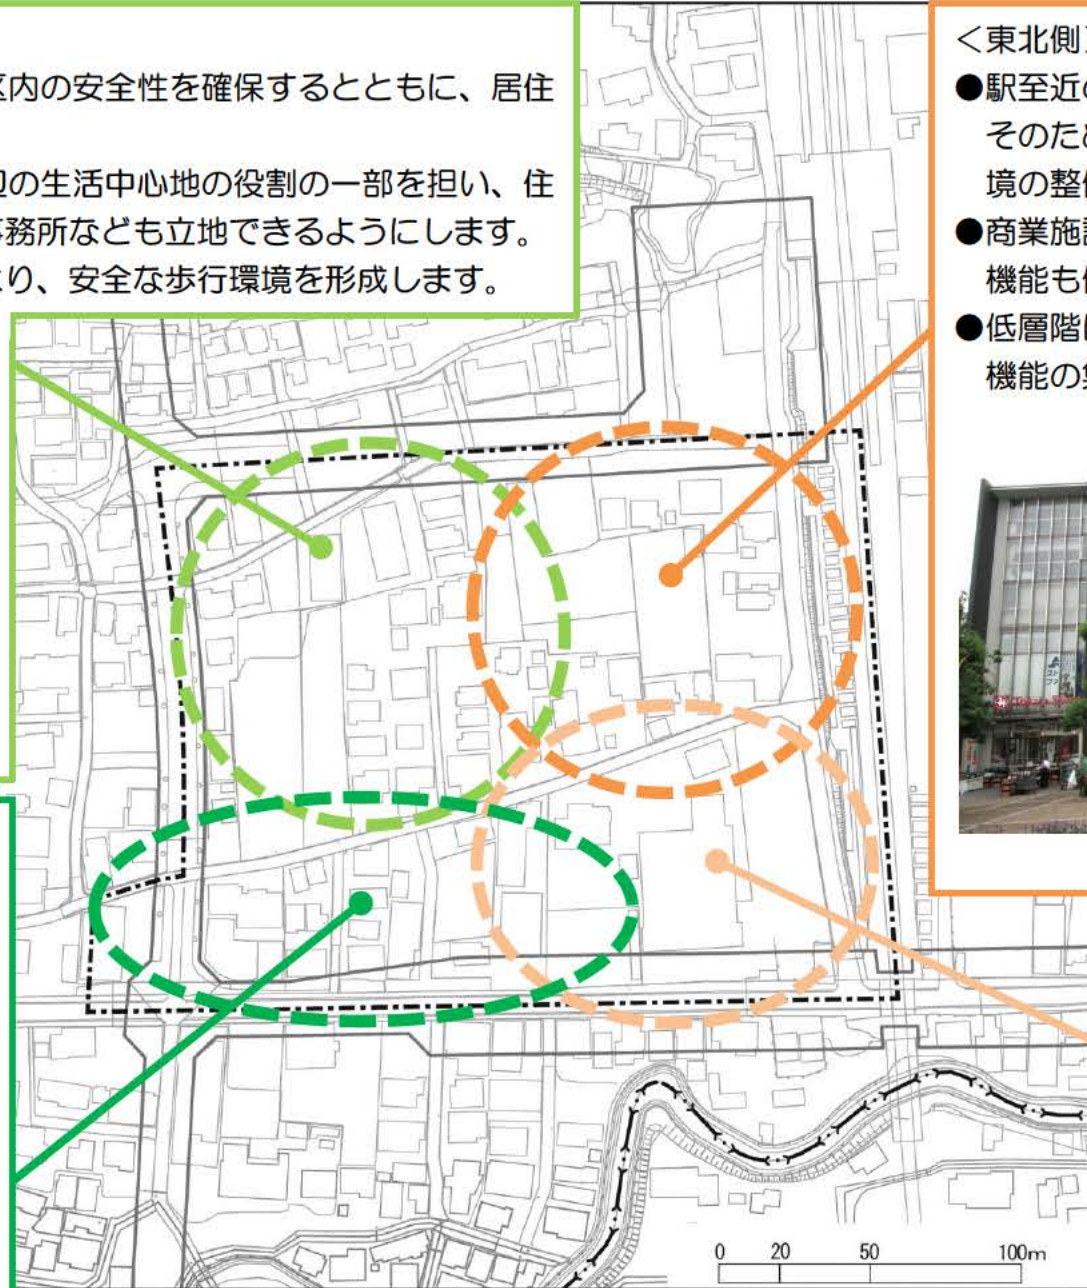 区内の安全性を確保するとともに、居住
辺の生活中心地の役割の一部を担い、住
事務所なども立地できるようにします。
より、安全な歩行環境を形成します。
＜東北側＞
●駅至近の
そのため
境の整備
●商業施設
機能も
●低層階に
機能の集
0 20 50 100m